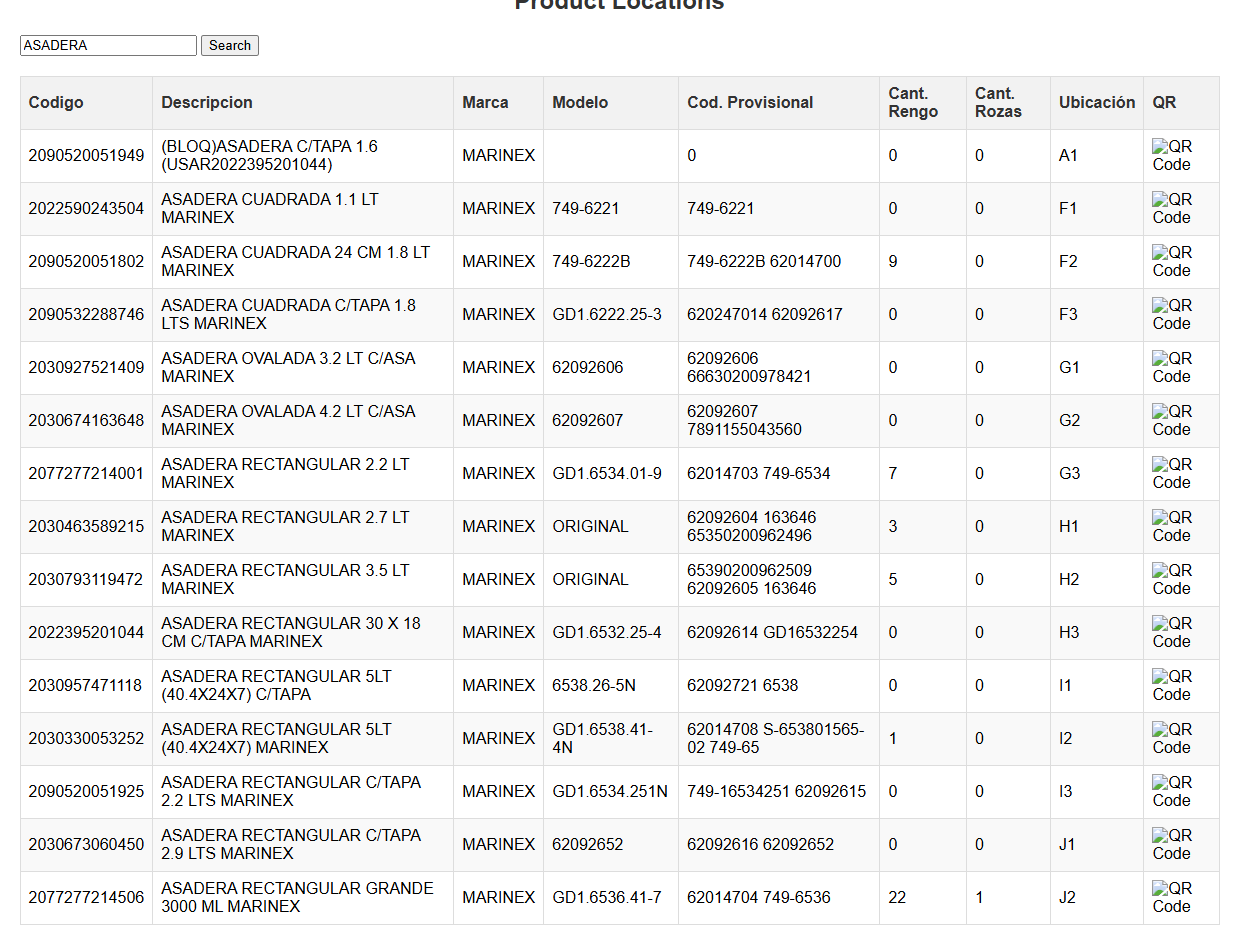 Product Locations
ASADERA Search
Codigo Descripcion Marca Modelo Cod. Provisional Cant. Rengo Cant. Rozas Ubicación QR
2090520051949 (BLOQ)ASADERA C/TAPA 1.6 (USAR2022395201044) MARINEX 0 0 0 A1 QR Code
2022590243504 ASADERA CUADRADA 1.1 LT MARINEX MARINEX 749-6221 749-6221 0 0 F1 QR Code
2090520051802 ASADERA CUADRADA 24 CM 1.8 LT MARINEX MARINEX 749-6222B 749-6222B 62014700 9 0 F2 QR Code
2090532288746 ASADERA CUADRADA C/TAPA 1.8 LTS MARINEX MARINEX GD1.6222.25-3 620247014 62092617 0 0 F3 QR Code
2030927521409 ASADERA OVALADA 3.2 LT C/ASA MARINEX MARINEX 62092606 62092606 66630200978421 0 0 G1 QR Code
2030674163648 ASADERA OVALADA 4.2 LT C/ASA MARINEX MARINEX 62092607 62092607 7891155043560 0 0 G2 QR Code
2077277214001 ASADERA RECTANGULAR 2.2 LT MARINEX MARINEX GD1.6534.01-9 62014703 749-6534 7 0 G3 QR Code
2030463589215 ASADERA RECTANGULAR 2.7 LT MARINEX MARINEX ORIGINAL 62092604 163646 65350200962496 3 0 H1 QR Code
2030793119472 ASADERA RECTANGULAR 3.5 LT MARINEX MARINEX ORIGINAL 65390200962509 62092605 163646 5 0 H2 QR Code
2022395201044 ASADERA RECTANGULAR 30 X 18 CM C/TAPA MARINEX MARINEX GD1.6532.25-4 62092614 GD16532254 0 0 H3 QR Code
2030957471118 ASADERA RECTANGULAR 5LT (40.4X24X7) C/TAPA MARINEX 6538.26-5N 62092721 6538 0 0 I1 QR Code
2030330053252 ASADERA RECTANGULAR 5LT (40.4X24X7) MARINEX MARINEX GD1.6538.41-4N 62014708 S-653801565-02 749-65 1 0 I2 QR Code
2090520051925 ASADERA RECTANGULAR C/TAPA 2.2 LTS MARINEX MARINEX GD1.6534.251N 749-16534251 62092615 0 0 I3 QR Code
2030673060450 ASADERA RECTANGULAR C/TAPA 2.9 LTS MARINEX MARINEX 62092652 62092616 62092652 0 0 J1 QR Code
2077277214506 ASADERA RECTANGULAR GRANDE 3000 ML MARINEX MARINEX GD1.6536.41-7 62014704 749-6536 22 1 J2 QR Code